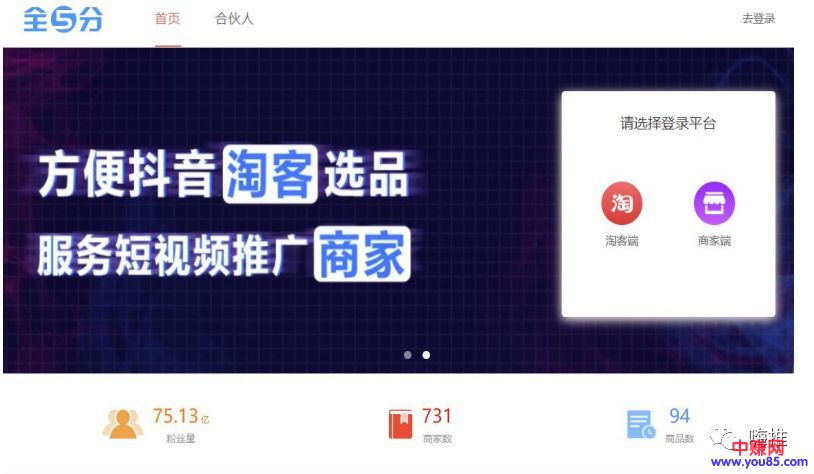 全5分
首页 合伙人 去登录
请选择登录平台
方便抖音淘客选品
淘
淘客端 商家端
服务短视频推广商家
75.13亿 731 94
粉丝量 商家数 商品数
嗨推
中赚网
www.you85.com